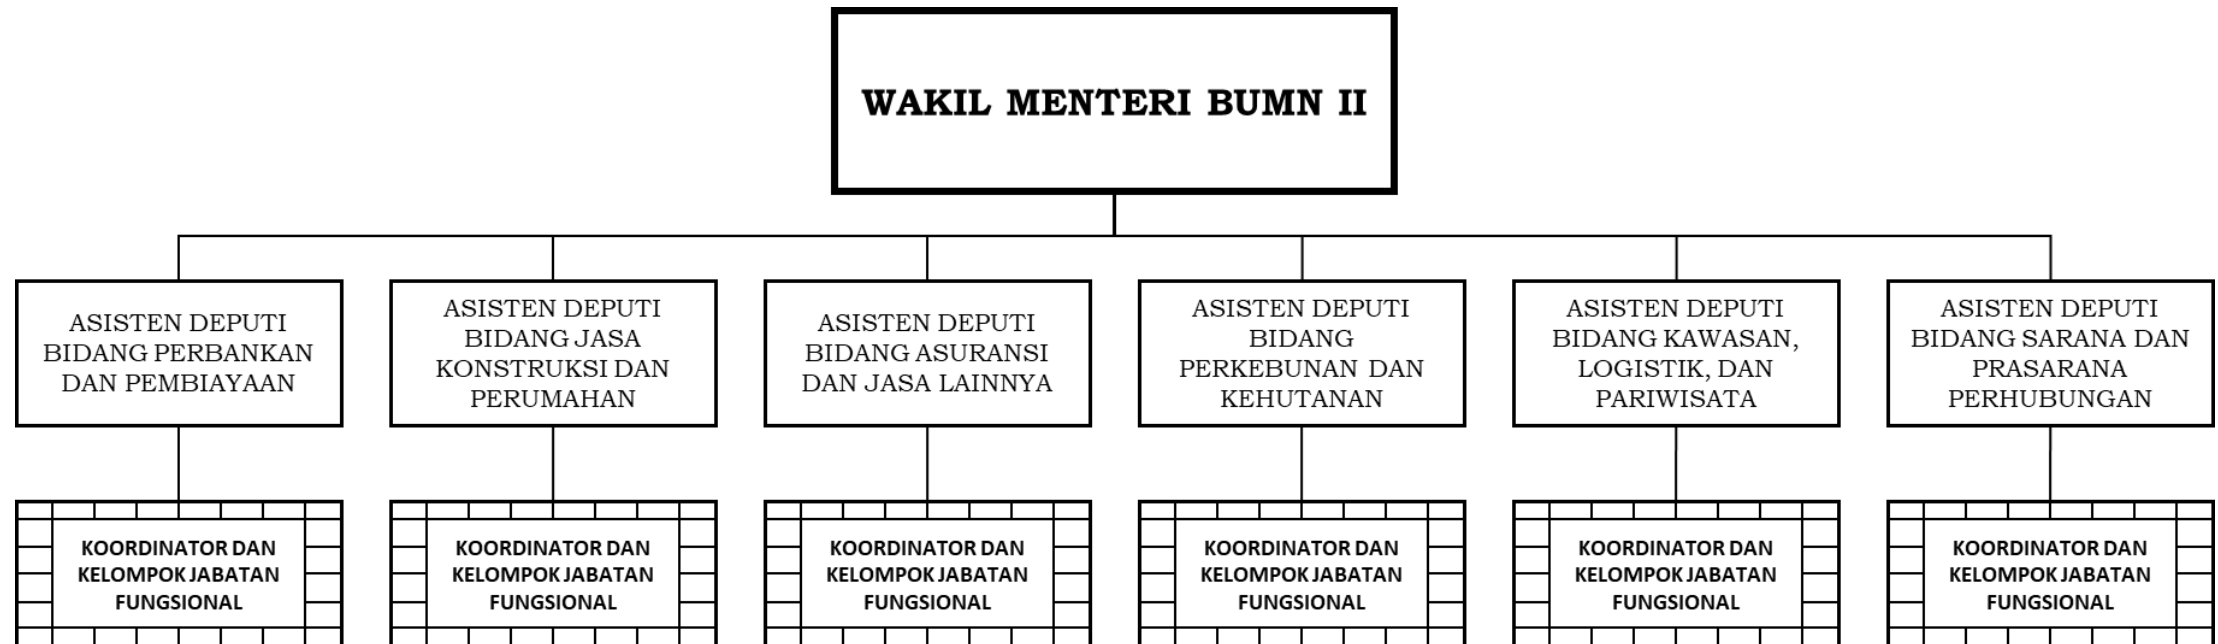 WAKIL MENTERI BUMN II
ASISTEN DEPUTI
BIDANG PERBANKAN
DAN PEMBIAYAAN
ASISTEN DEPUTI
BIDANG JASA
KONSTRUKSI DAN
PERUMAHAN
ASISTEN DEPUTI
BIDANG ASURANSI
DAN JASA LAINNYA
ASISTEN DEPUTI
BIDANG
PERKEBUNAN DAN
KEHUTANAN
ASISTEN DEPUTI
BIDANG KAWASAN,
LOGISTIK, DAN
PARIWISATA
ASISTEN DEPUTI
BIDANG SARANA DAN
PRASARANA
PERHUBUNGAN
KOORDINATOR DAN
KELOMPOK JABATAN
FUNGSIONAL
KOORDINATOR DAN
KELOMPOK JABATAN
FUNGSIONAL
KOORDINATOR DAN
KELOMPOK JABATAN
FUNGSIONAL
KOORDINATOR DAN
KELOMPOK JABATAN
FUNGSIONAL
KOORDINATOR DAN
KELOMPOK JABATAN
FUNGSIONAL
KOORDINATOR DAN
KELOMPOK JABATAN
FUNGSIONAL